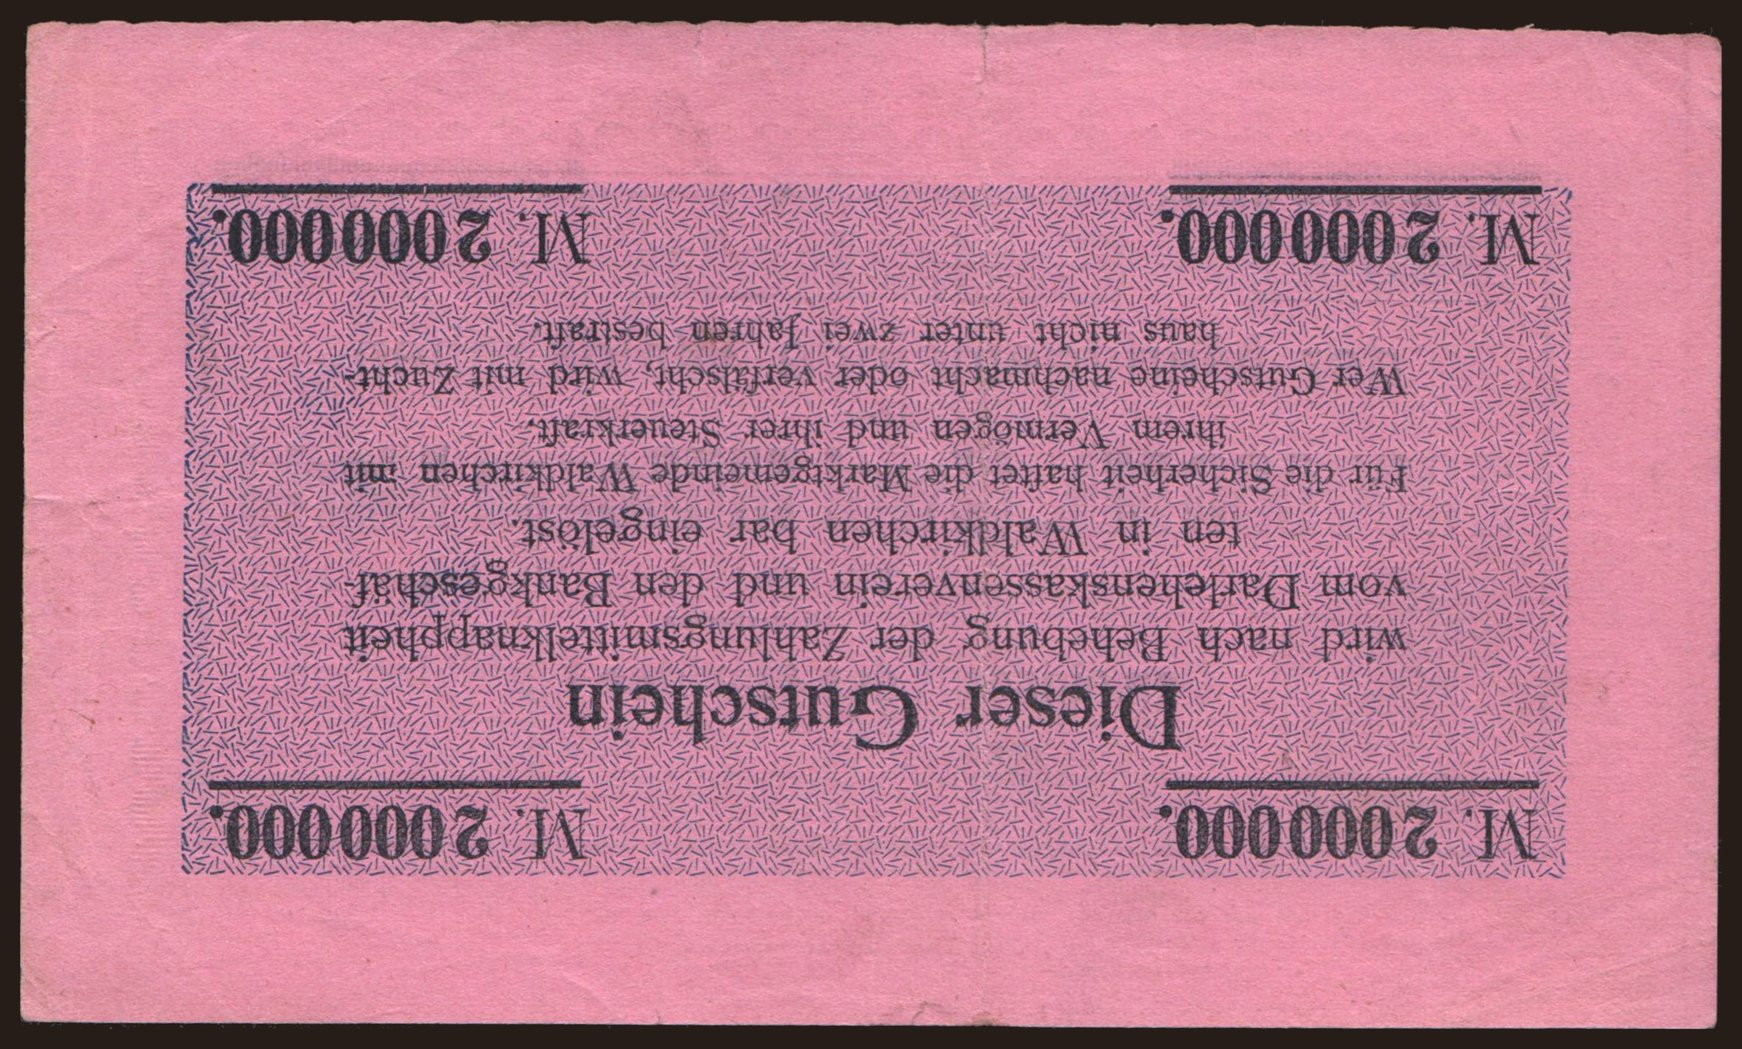 M. 2000000. M. 2000000.
Dieser Gutschein
wird nach Behebung der Zahlungsmittelknappheit
vom Darlehenskassenverein und den Bankgeschäf-
ten in Waldkirchen bar eingelöst.
Für die Sicherheit haftet die Marktgemeinde Waldkirchen mit
ihrem Vermögen und ihrer Steuerkraft.
Wer Gutscheine nachmacht oder verfälscht, wird mit Zucht-
haus nicht unter zwei Jahren bestraft.
M. 2000000. M. 2000000.